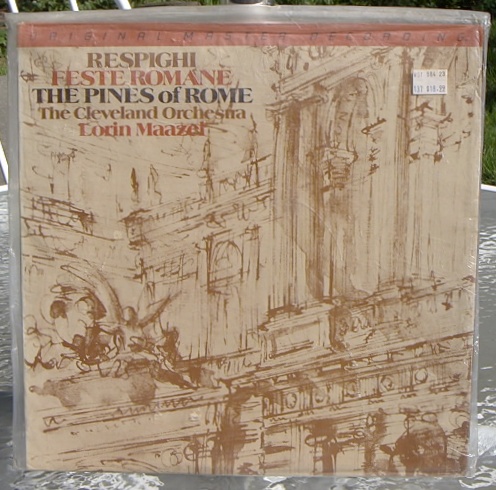 ORIGINAL MASTER RECORDING
RESPIGHI
FESTE ROMANE
THE PINES of ROME
The Cleveland Orchestra
Lorin Maazel